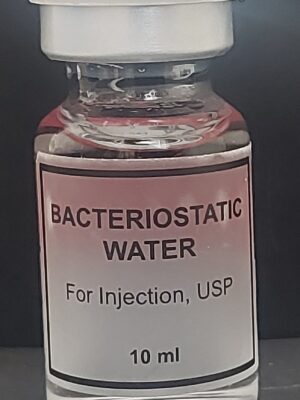 BACTERIOSTATIC
WATER
For Injection, USP
10 ml